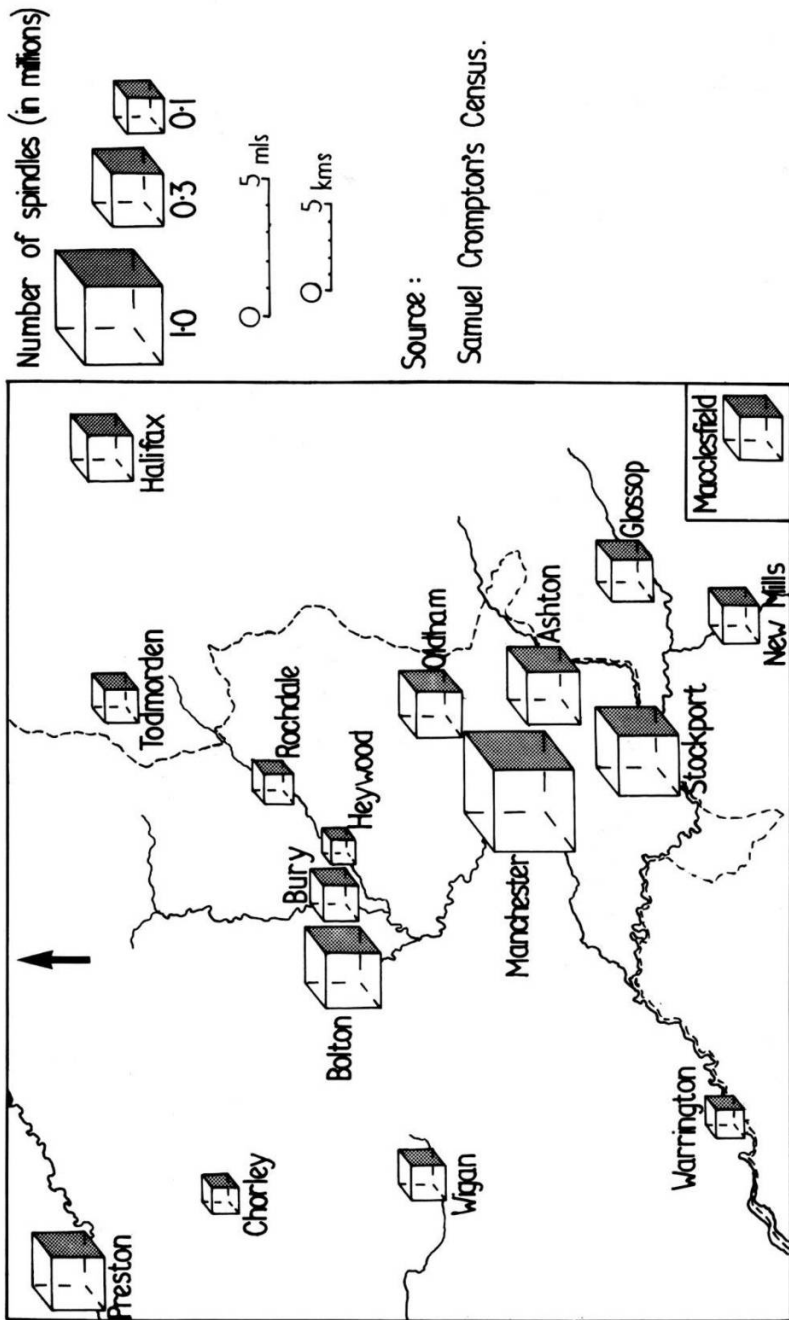 Preston
Chorley
Wigan
Warrington
Bolton
Bury
Heywood
Rochdale
Todmorden
Halifax
Manchester
Oldham
Ashton
Stockport
Glossop
New Mills
Macclesfield
Number of spindles (in millions)
1·0
0·3
0·1
0 5 mls
0 5 kms
Source :
Samuel Crompton's Census.